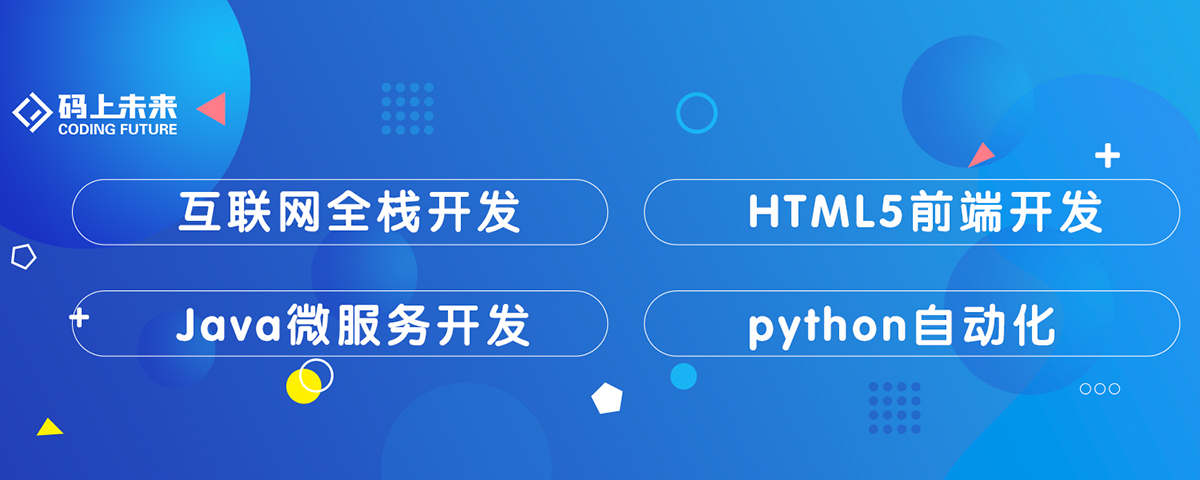 码上未来
CODING FUTURE
互联网全栈开发
HTML5前端开发
Java微服务开发
python自动化